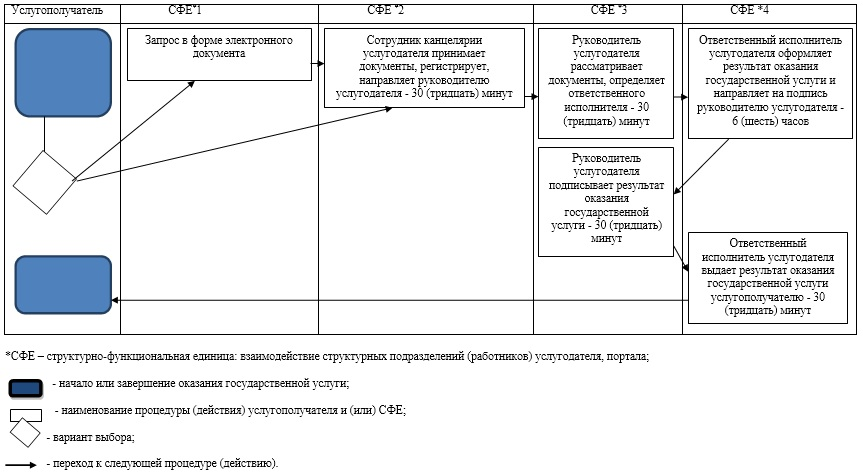 Услугополучатель
СФЕ*1
СФЕ *2
СФЕ *3
СФЕ *4
Запрос в форме электронного
документа
Сотрудник канцелярии
услугодателя принимает
документы, регистрирует,
направляет руководителю
услугодателя - 30 (тридцать) минут
Руководитель
услугодателя
рассматривает
документы, определяет
ответственного
исполнителя - 30
(тридцать) минут
Ответственный исполнитель
услугодателя оформляет
результат оказания
государственной услуги и
направляет на подпись
руководителю услугодателя -
6 (шесть) часов
Руководитель
услугодателя
подписывает результат
оказания
государственной
услуги - 30 (тридцать)
минут
Ответственный
исполнитель услугодателя
выдает результат оказания
государственной услуги
услугополучателю - 30
(тридцать) минут
*СФЕ – структурно-функциональная единица: взаимодействие структурных подразделений (работников) услугодателя, портала;
- начало или завершение оказания государственной услуги;
- наименование процедуры (действия) услугополучателя и (или) СФЕ;
- вариант выбора;
- переход к следующей процедуре (действию).